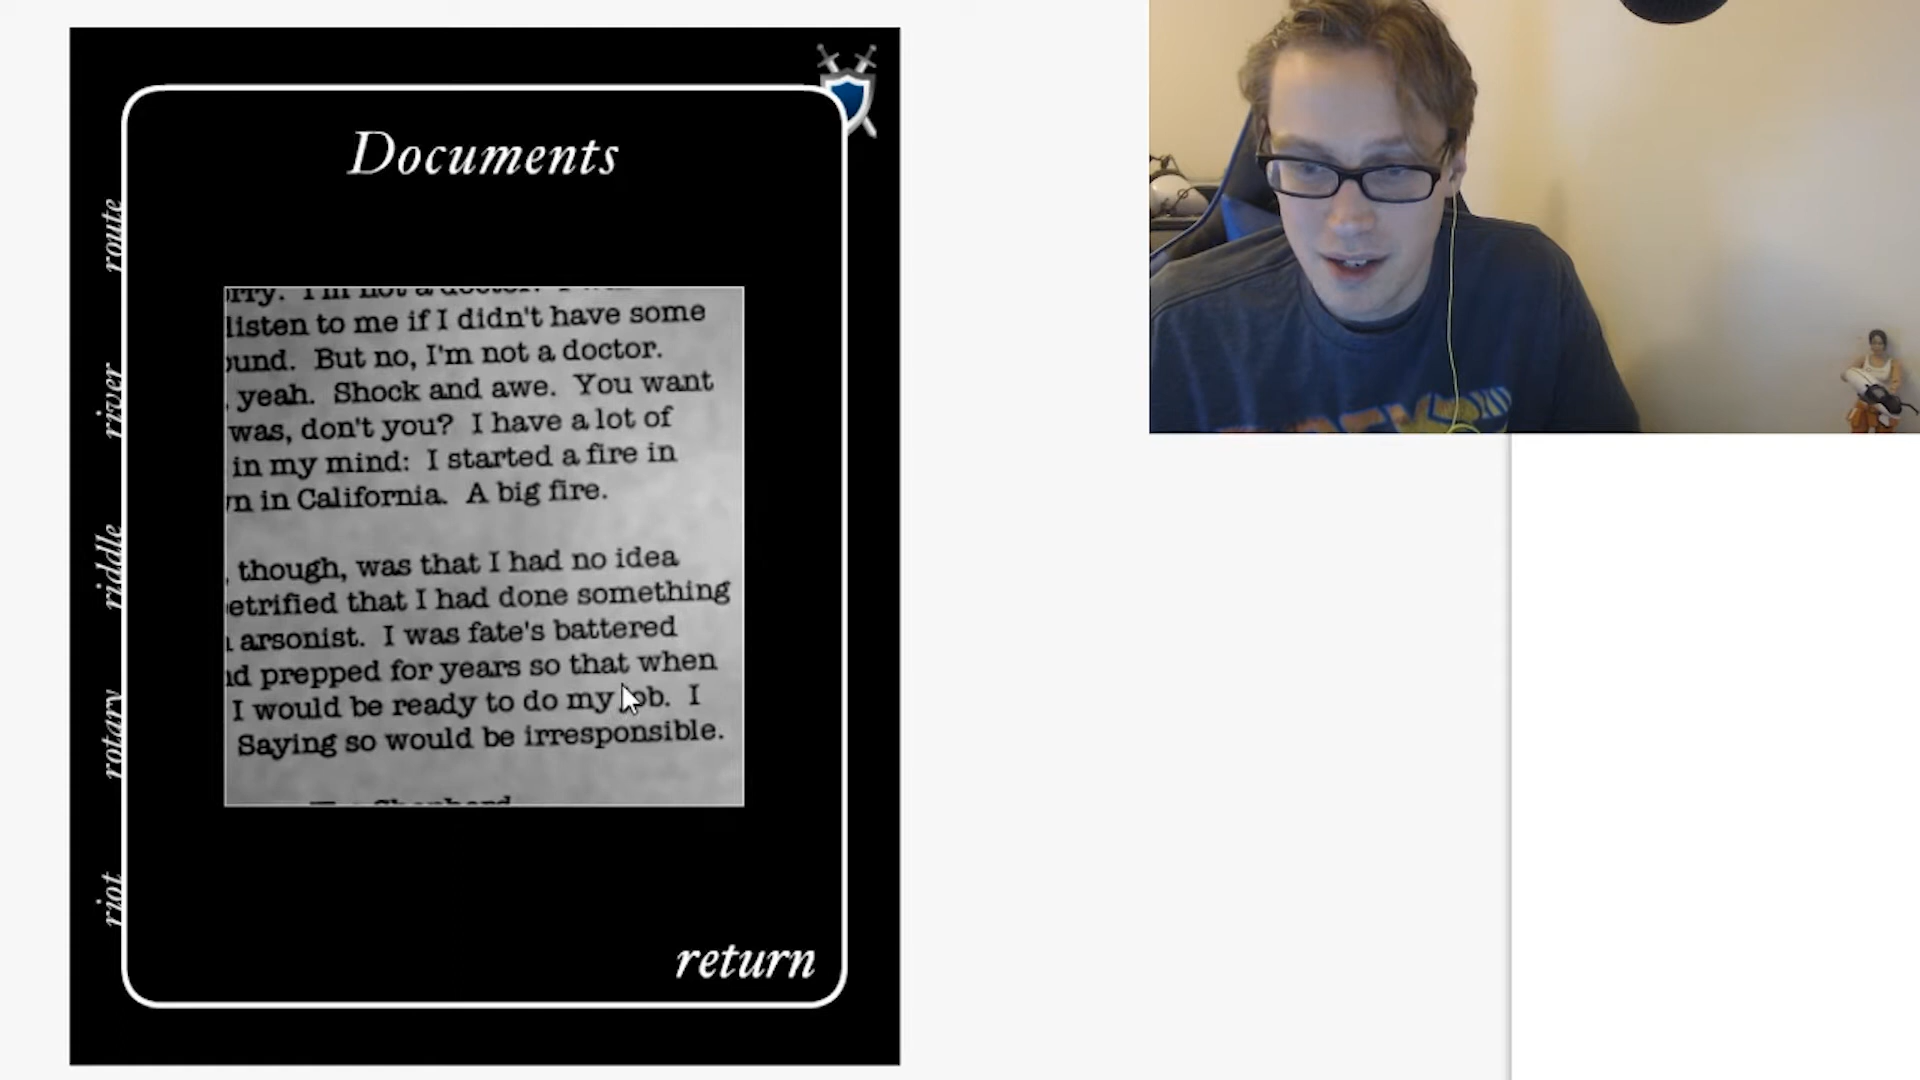 Documents
route
river
riddle
rotary
riot
I'm not a doctor.
listen to me if I didn't have some
But no, I'm not a doctor.
, yeah. Shock and awe. You want
was, don't you? I have a lot of
in my mind: I started a fire in
in California. A big fire.
, though, was that I had no idea
etrified that I had done something
arsonist. I was fate's battered
prepped for years so that when
I would be ready to do my job. I
Saying so would be irresponsible.
Shepherd
return